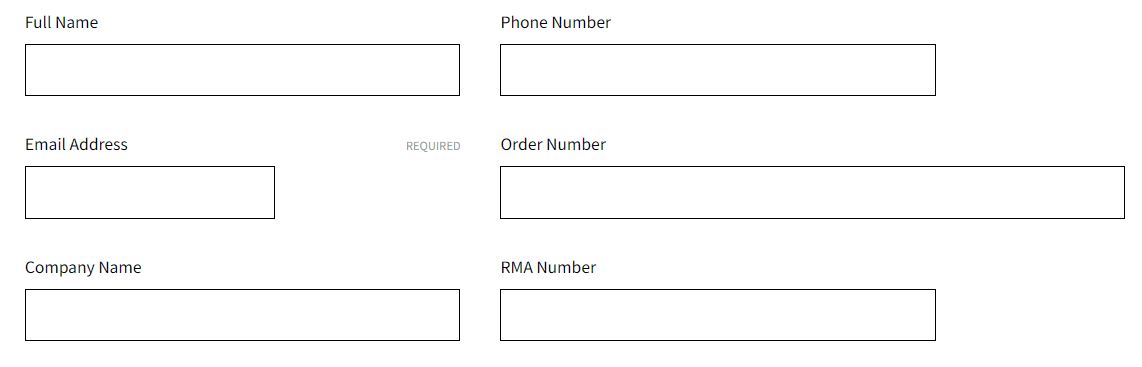 Full Name
Phone Number
Email Address
REQUIRED
Order Number
Company Name
RMA Number